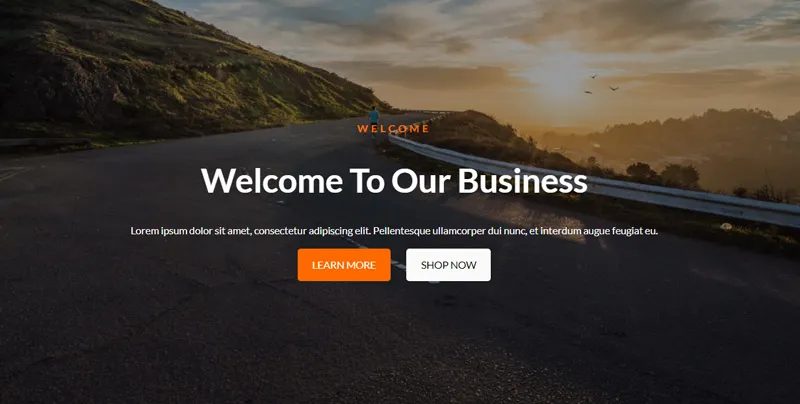 WELCOME
Welcome To Our Business
Lorem ipsum dolor sit amet, consectetur adipiscing elit. Pellentesque ullamcorper dui nunc, et interdum augue feugiat eu.
LEARN MORE
SHOP NOW